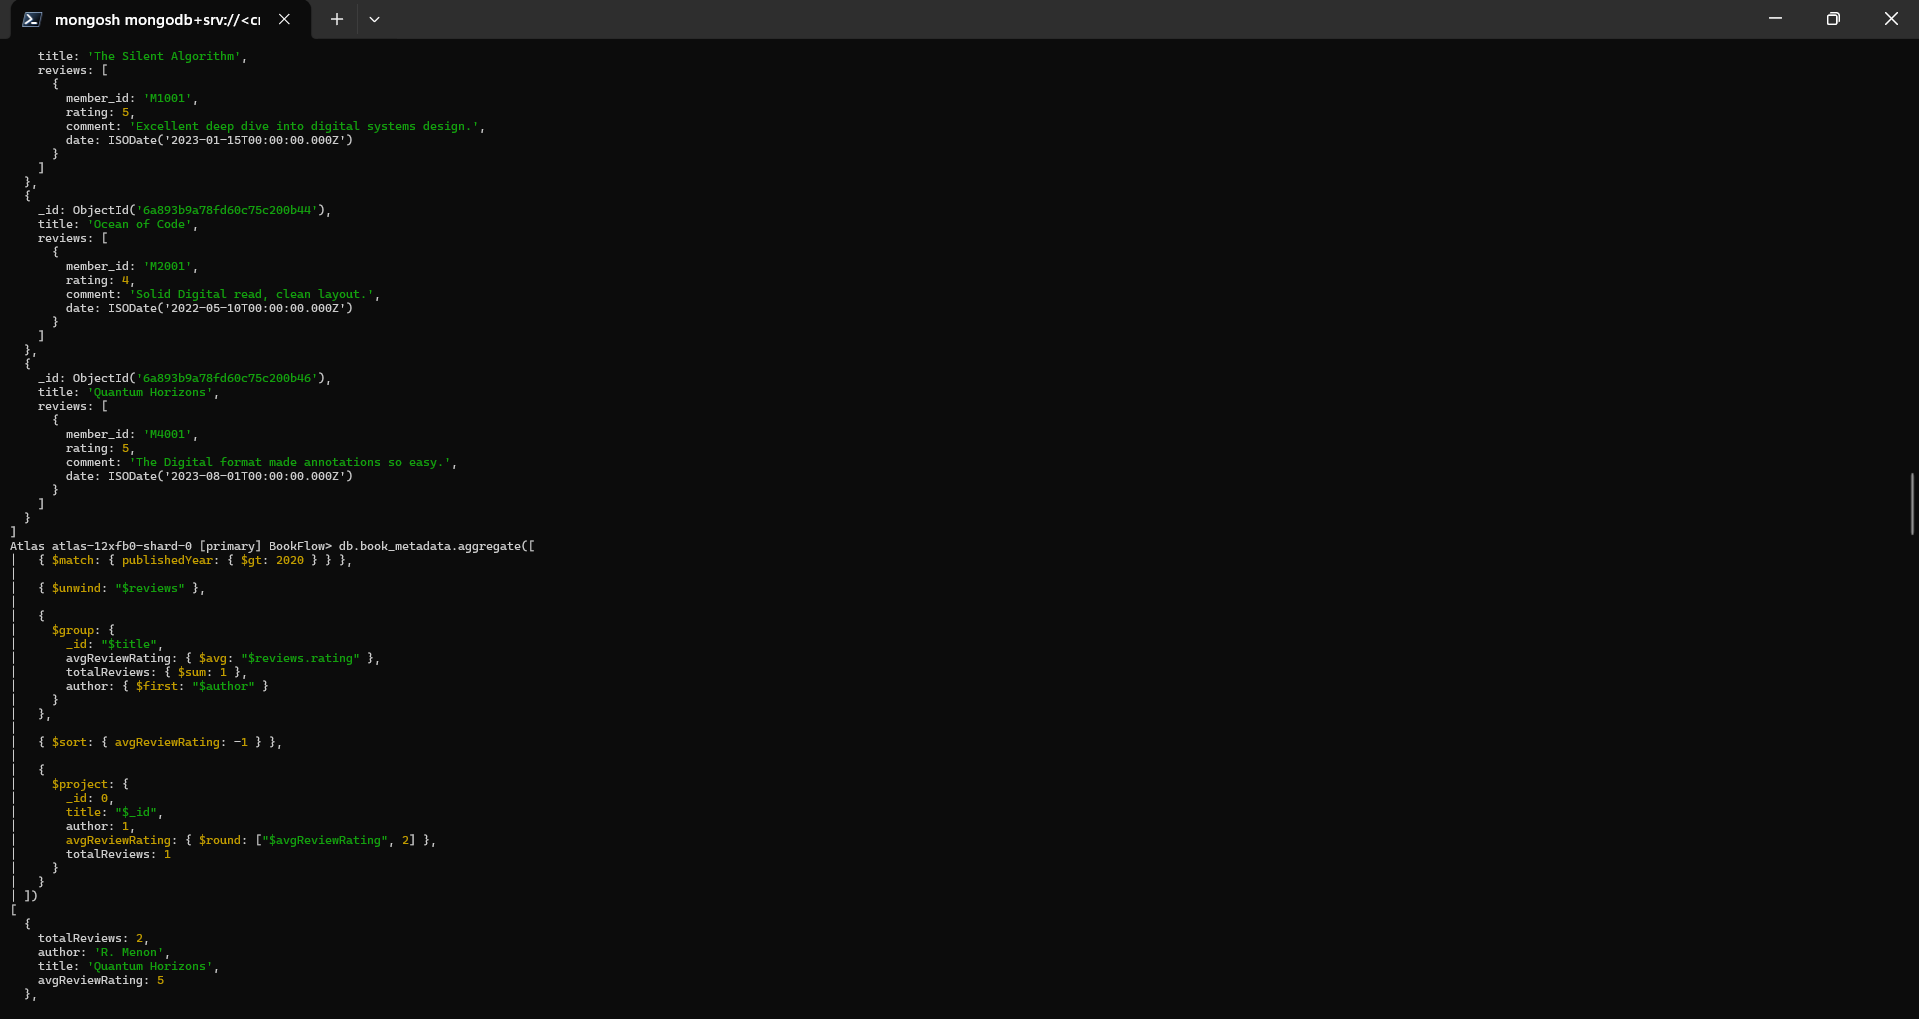 mongosh mongodb+srv://<cr
    title: 'The Silent Algorithm',
    reviews: [
      {
        member_id: 'M1001',
        rating: 5,
        comment: 'Excellent deep dive into digital systems design.',
        date: ISODate('2023-01-15T00:00:00.000Z')
      }
    ]
  },
  {
    _id: ObjectId('6a893b9a78fd60c75c200b44'),
    title: 'Ocean of Code',
    reviews: [
      {
        member_id: 'M2001',
        rating: 4,
        comment: 'Solid Digital read, clean layout.',
        date: ISODate('2022-05-10T00:00:00.000Z')
      }
    ]
  },
  {
    _id: ObjectId('6a893b9a78fd60c75c200b46'),
    title: 'Quantum Horizons',
    reviews: [
      {
        member_id: 'M4001',
        rating: 5,
        comment: 'The Digital format made annotations so easy.',
        date: ISODate('2023-08-01T00:00:00.000Z')
      }
    ]
  }
]
Atlas atlas-12xfb0-shard-0 [primary] BookFlow> db.book_metadata.aggregate([
|   { $match: { publishedYear: { $gt: 2020 } } },
|
|   { $unwind: "$reviews" },
|
|   {
|     $group: {
|       _id: "$title",
|       avgReviewRating: { $avg: "$reviews.rating" },
|       totalReviews: { $sum: 1 },
|       author: { $first: "$author" }
|     }
|   },
|
|   { $sort: { avgReviewRating: -1 } },
|
|   {
|     $project: {
|       _id: 0,
|       title: "$_id",
|       author: 1,
|       avgReviewRating: { $round: ["$avgReviewRating", 2] },
|       totalReviews: 1
|     }
|   }
| ])
[
  {
    totalReviews: 2,
    author: 'R. Menon',
    title: 'Quantum Horizons',
    avgReviewRating: 5
  },